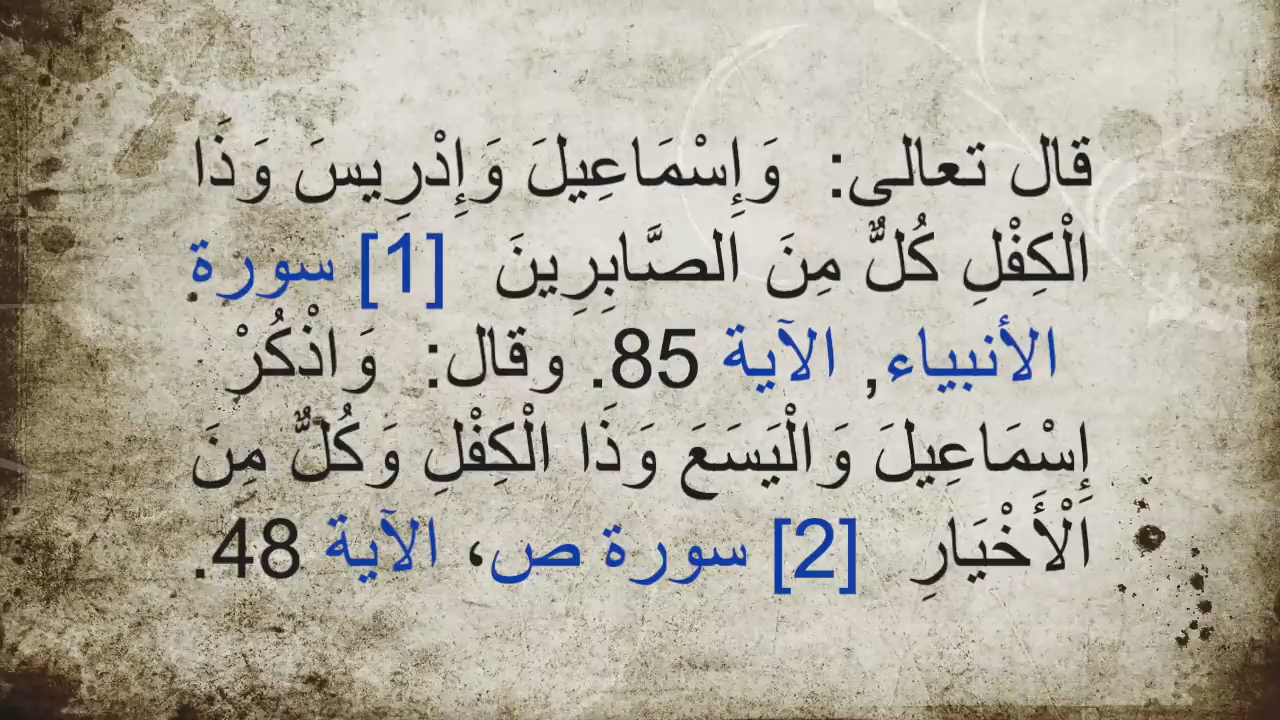 قال تعالى: وَإِسْمَاعِيلَ وَإِدْرِيسَ وَذَا
الْكِفْلِ كُلٌّ مِنَ الصَّابِرِينَ [1] سورة
الأنبياء, الآية 85. وقال: وَاذْكُرْ
إِسْمَاعِيلَ وَالْيَسَعَ وَذَا الْكِفْلِ وَكُلٌّ مِنَ
الْأَخْيَارِ [2] سورة ص، الآية 48.